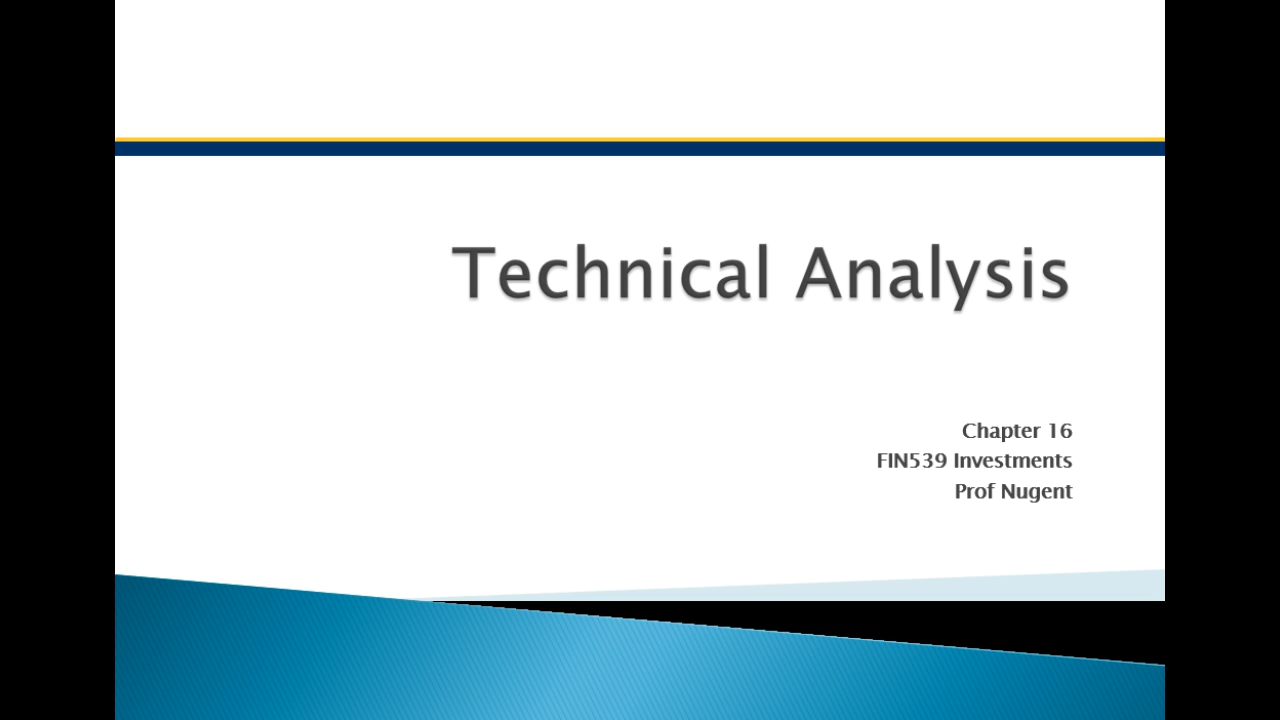 Technical Analysis
Chapter 16
FIN539 Investments
Prof Nugent